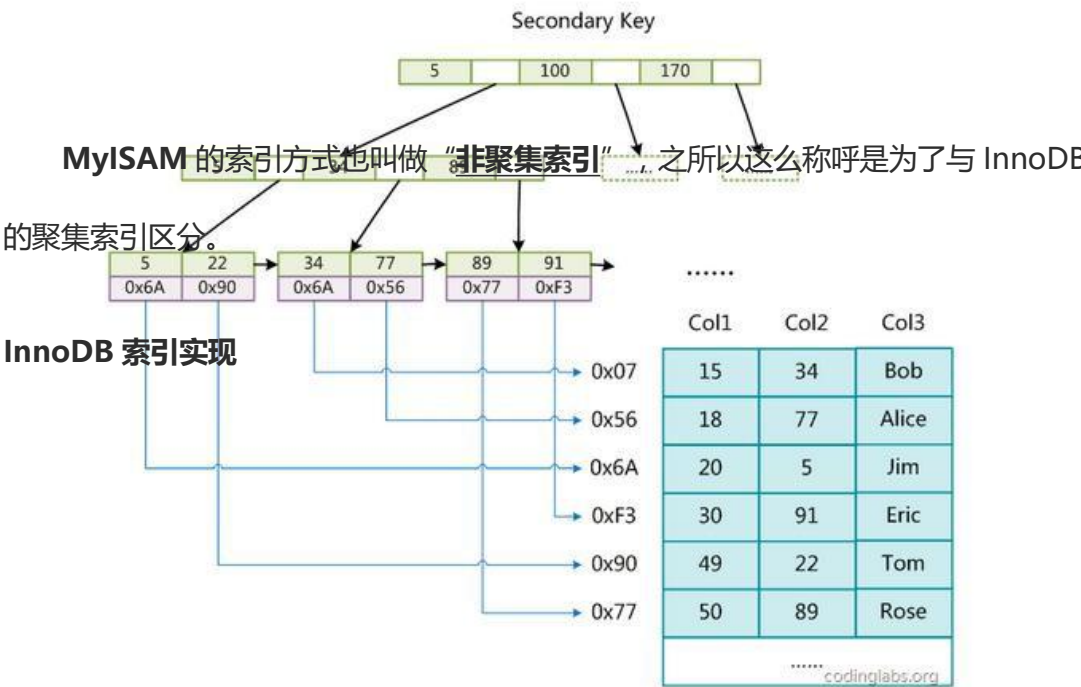 Secondary Key
5 100 170
MyISAM 的索引方式也叫做“非聚集索引”，之所以这么称呼是为了与 InnoDB
34 89
的聚集索引区分。
5 22 34 77 89 91
0x6A 0x90 0x6A 0x56 0x77 0xF3
......
Col1 Col2 Col3
InnoDB 索引实现
0x07 15 34 Bob
0x56 18 77 Alice
0x6A 20 5 Jim
0xF3 30 91 Eric
0x90 49 22 Tom
0x77 50 89 Rose
......
codinglabs.org